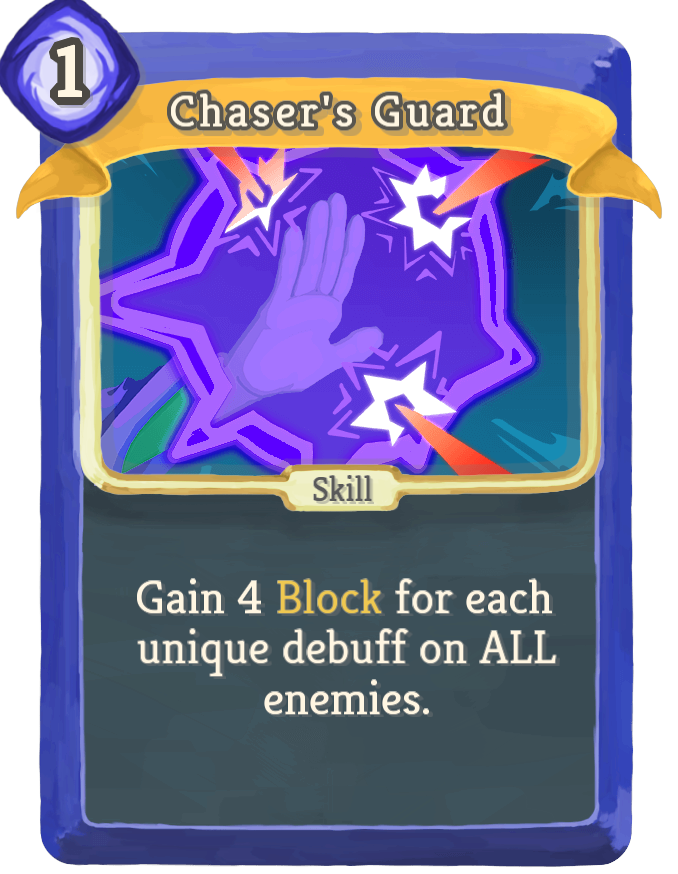 1
Chaser's Guard
Skill
Gain 4 Block for each
unique debuff on ALL
enemies.